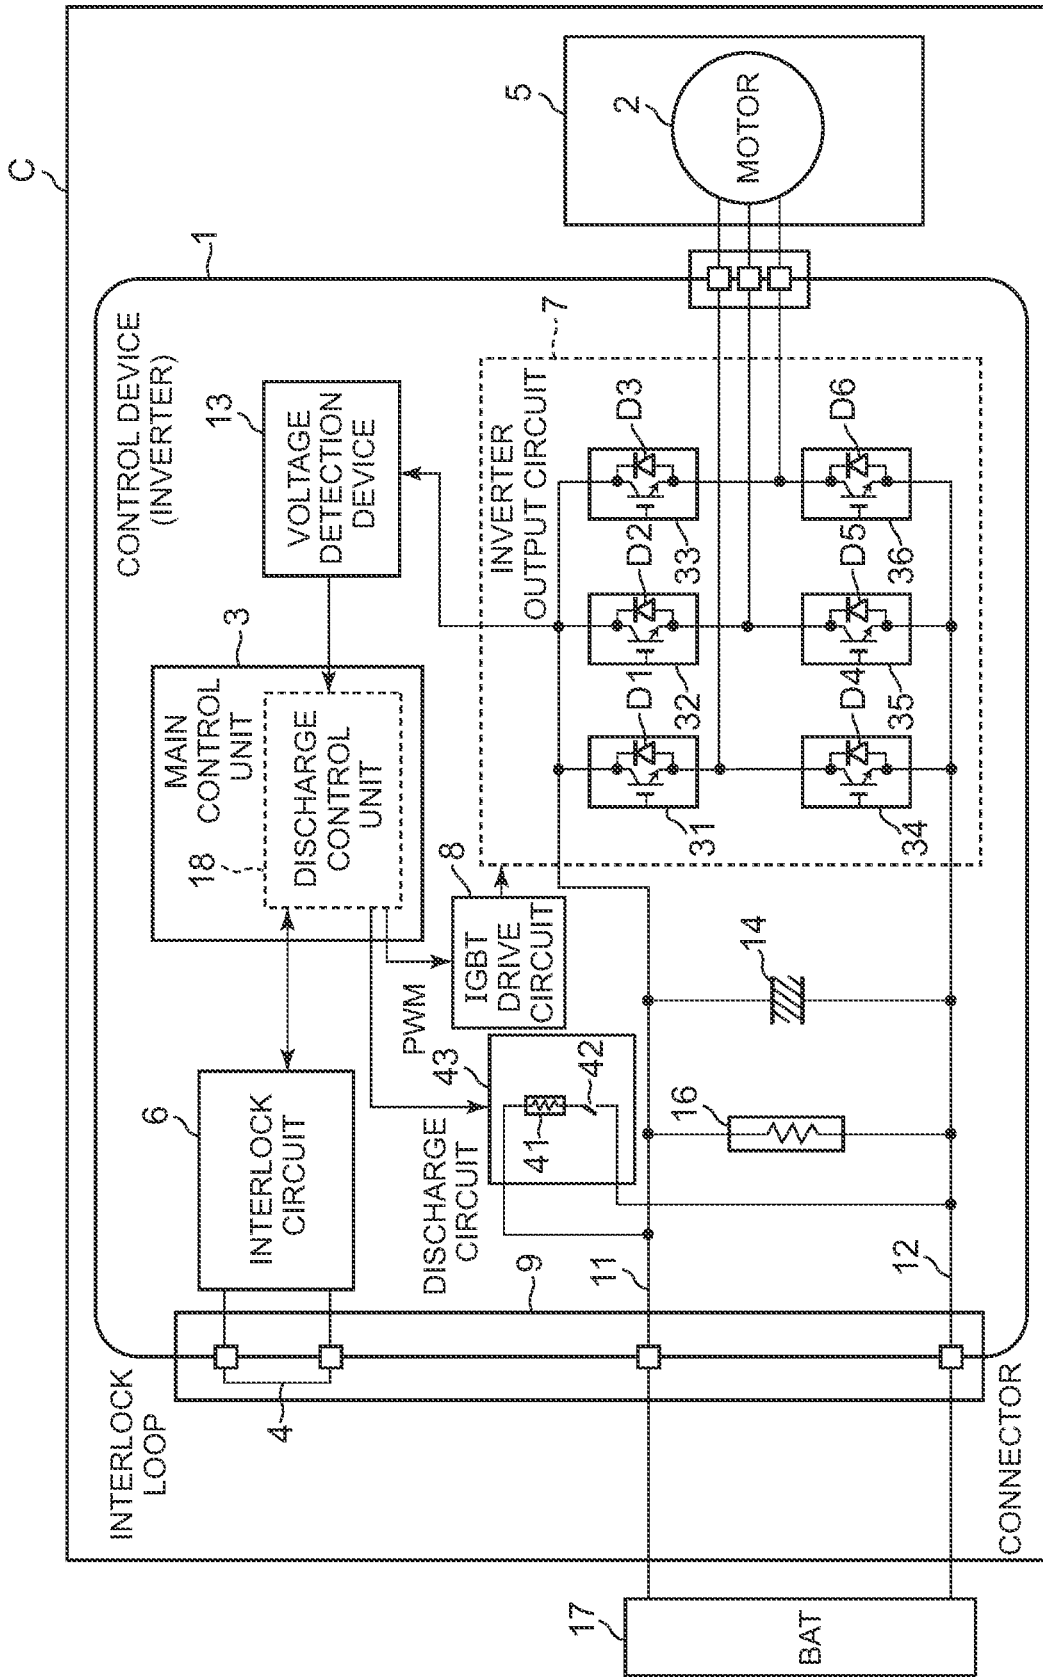 C
5
2
MOTOR
1
CONTROL DEVICE
(INVERTER)
13
VOLTAGE
DETECTION
DEVICE
7
INVERTER
OUTPUT CIRCUIT
D3
D6
33
36
D2
D5
32
35
D1
D4
31
34
3
MAIN
CONTROL
UNIT
18
DISCHARGE
CONTROL
UNIT
8
IGBT
DRIVE
CIRCUIT
PWM
14
6
INTERLOCK
CIRCUIT
DISCHARGE
CIRCUIT
43
41
42
16
9
11
12
INTERLOCK
LOOP
4
CONNECTOR
17
BAT